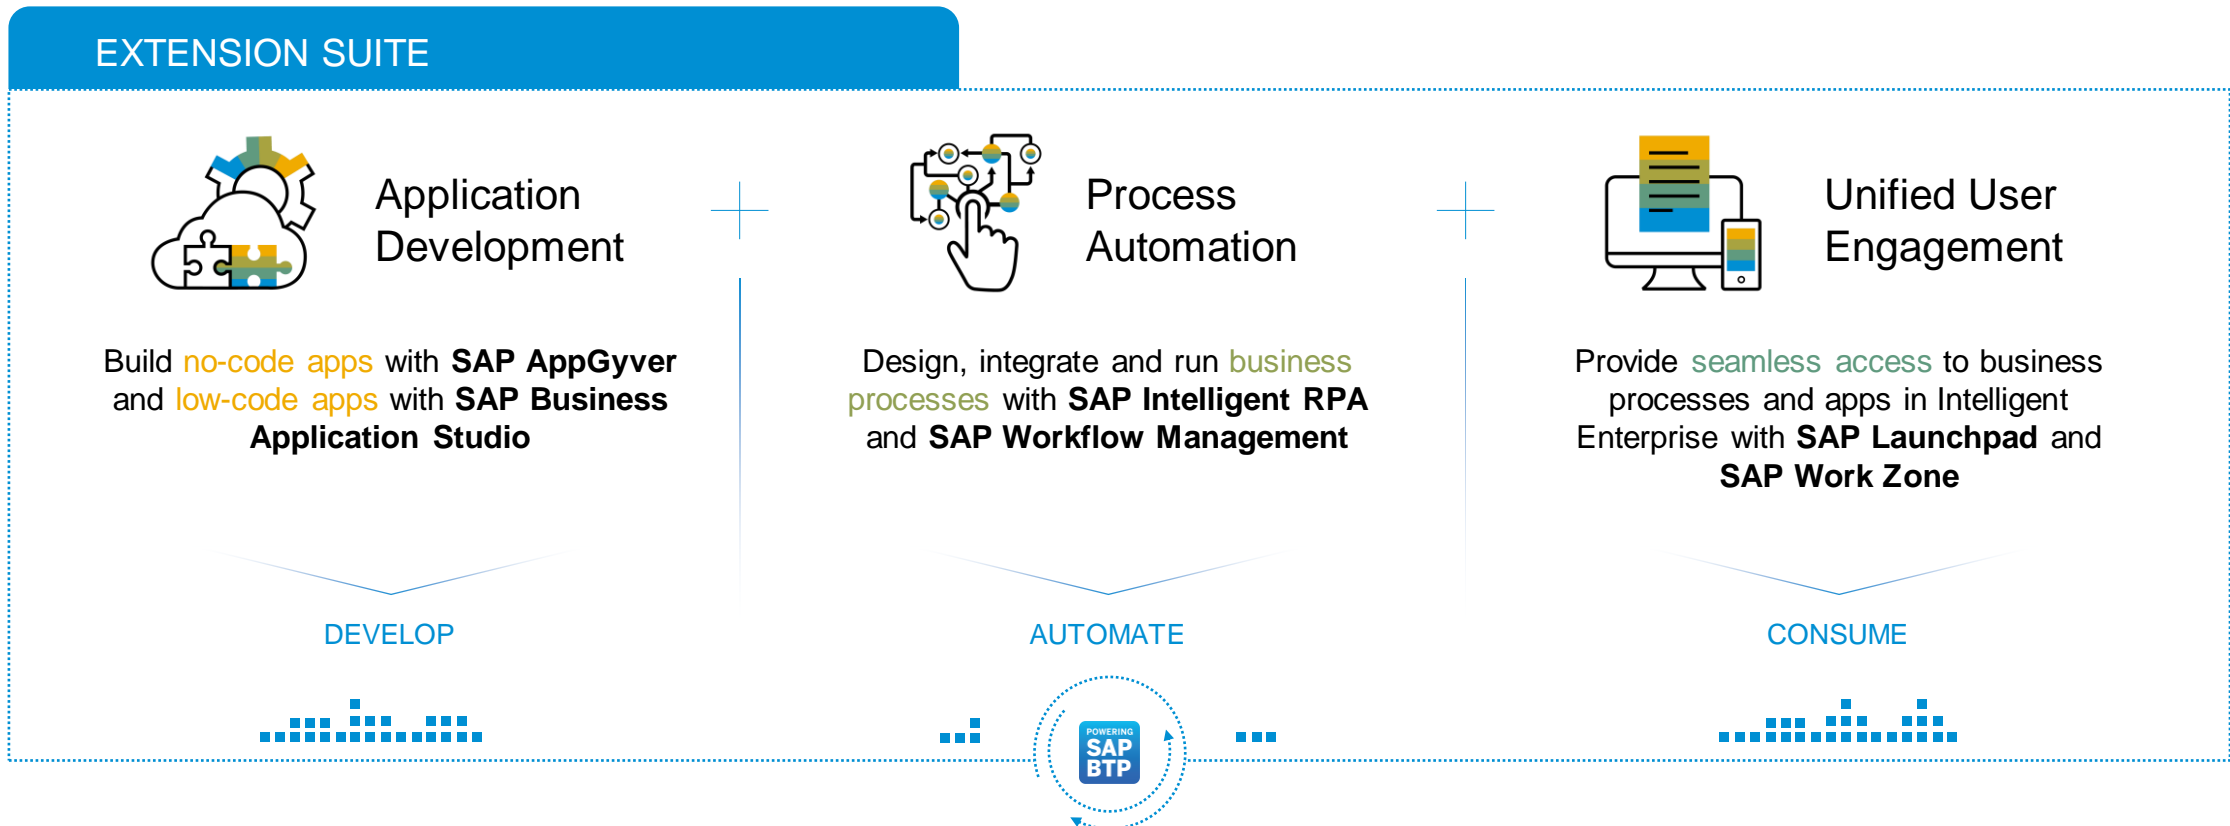 EXTENSION SUITE
Application
Development
Build no-code apps with SAP AppGyver
and low-code apps with SAP Business
Application Studio
DEVELOP
Process
Automation
Design, integrate and run business
processes with SAP Intelligent RPA
and SAP Workflow Management
AUTOMATE
Unified User
Engagement
Provide seamless access to business
processes and apps in Intelligent
Enterprise with SAP Launchpad and
SAP Work Zone
CONSUME
POWERING
SAP
BTP